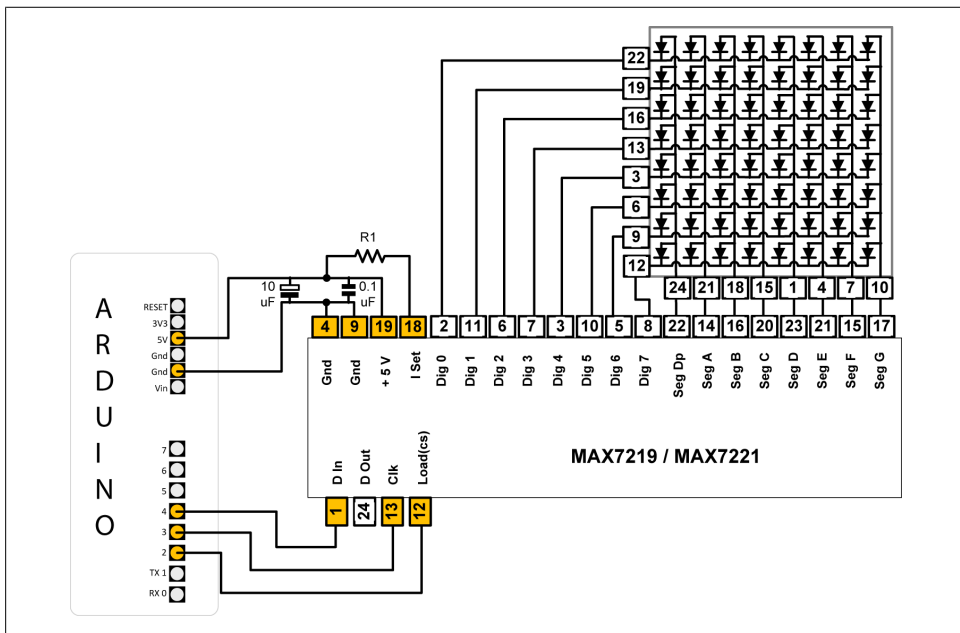 22
19
16
13
3
6
9
12
24 21 18 15 1 4 7 10
R1
10 uF
0.1 uF
ARDUINO
RESET
3V3
5V
Gnd
Gnd
Vin
7
6
5
4
3
2
TX 1
RX 0
4 9 19 18 2 11 6 7 3 10 5 8 22 14 16 20 23 21 15 17
Gnd Gnd + 5 V I Set Dig 0 Dig 1 Dig 2 Dig 3 Dig 4 Dig 5 Dig 6 Dig 7 Seg Dp Seg A Seg B Seg C Seg D Seg E Seg F Seg G
MAX7219 / MAX7221
D In D Out Clk Load(cs)
1 24 13 12